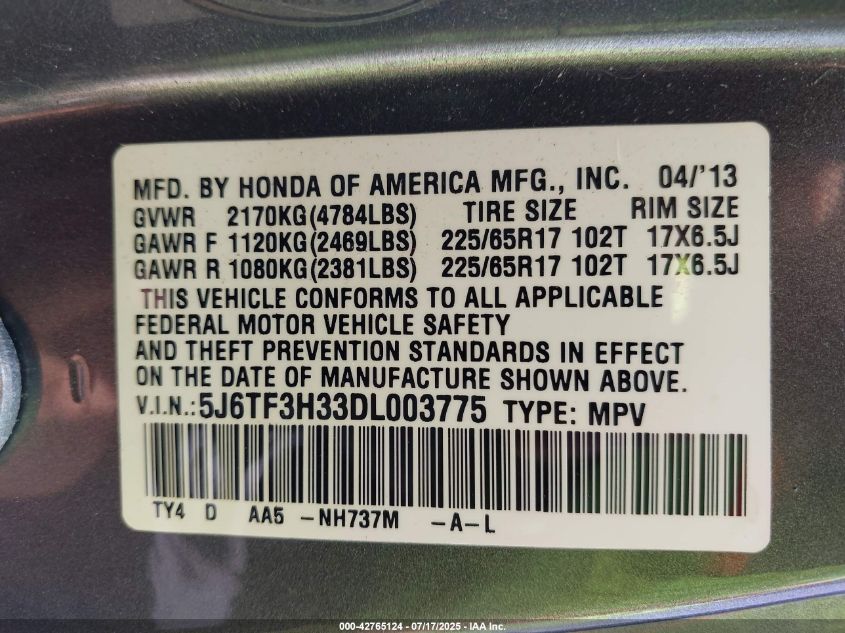 MFD. BY HONDA OF AMERICA MFG., INC. 04/'13
GVWR 2170KG(4784LBS) TIRE SIZE RIM SIZE
GAWR F 1120KG(2469LBS) 225/65R17 102T 17X6.5J
GAWR R 1080KG(2381LBS) 225/65R17 102T 17X6.5J
THIS VEHICLE CONFORMS TO ALL APPLICABLE
FEDERAL MOTOR VEHICLE SAFETY
AND THEFT PREVENTION STANDARDS IN EFFECT
ON THE DATE OF MANUFACTURE SHOWN ABOVE.
V.I.N.:5J6TF3H33DL003775 TYPE: MPV
TY4 D AA5 -NH737M -A-L
000-42765124 - 07/17/2025 - IAA Inc.